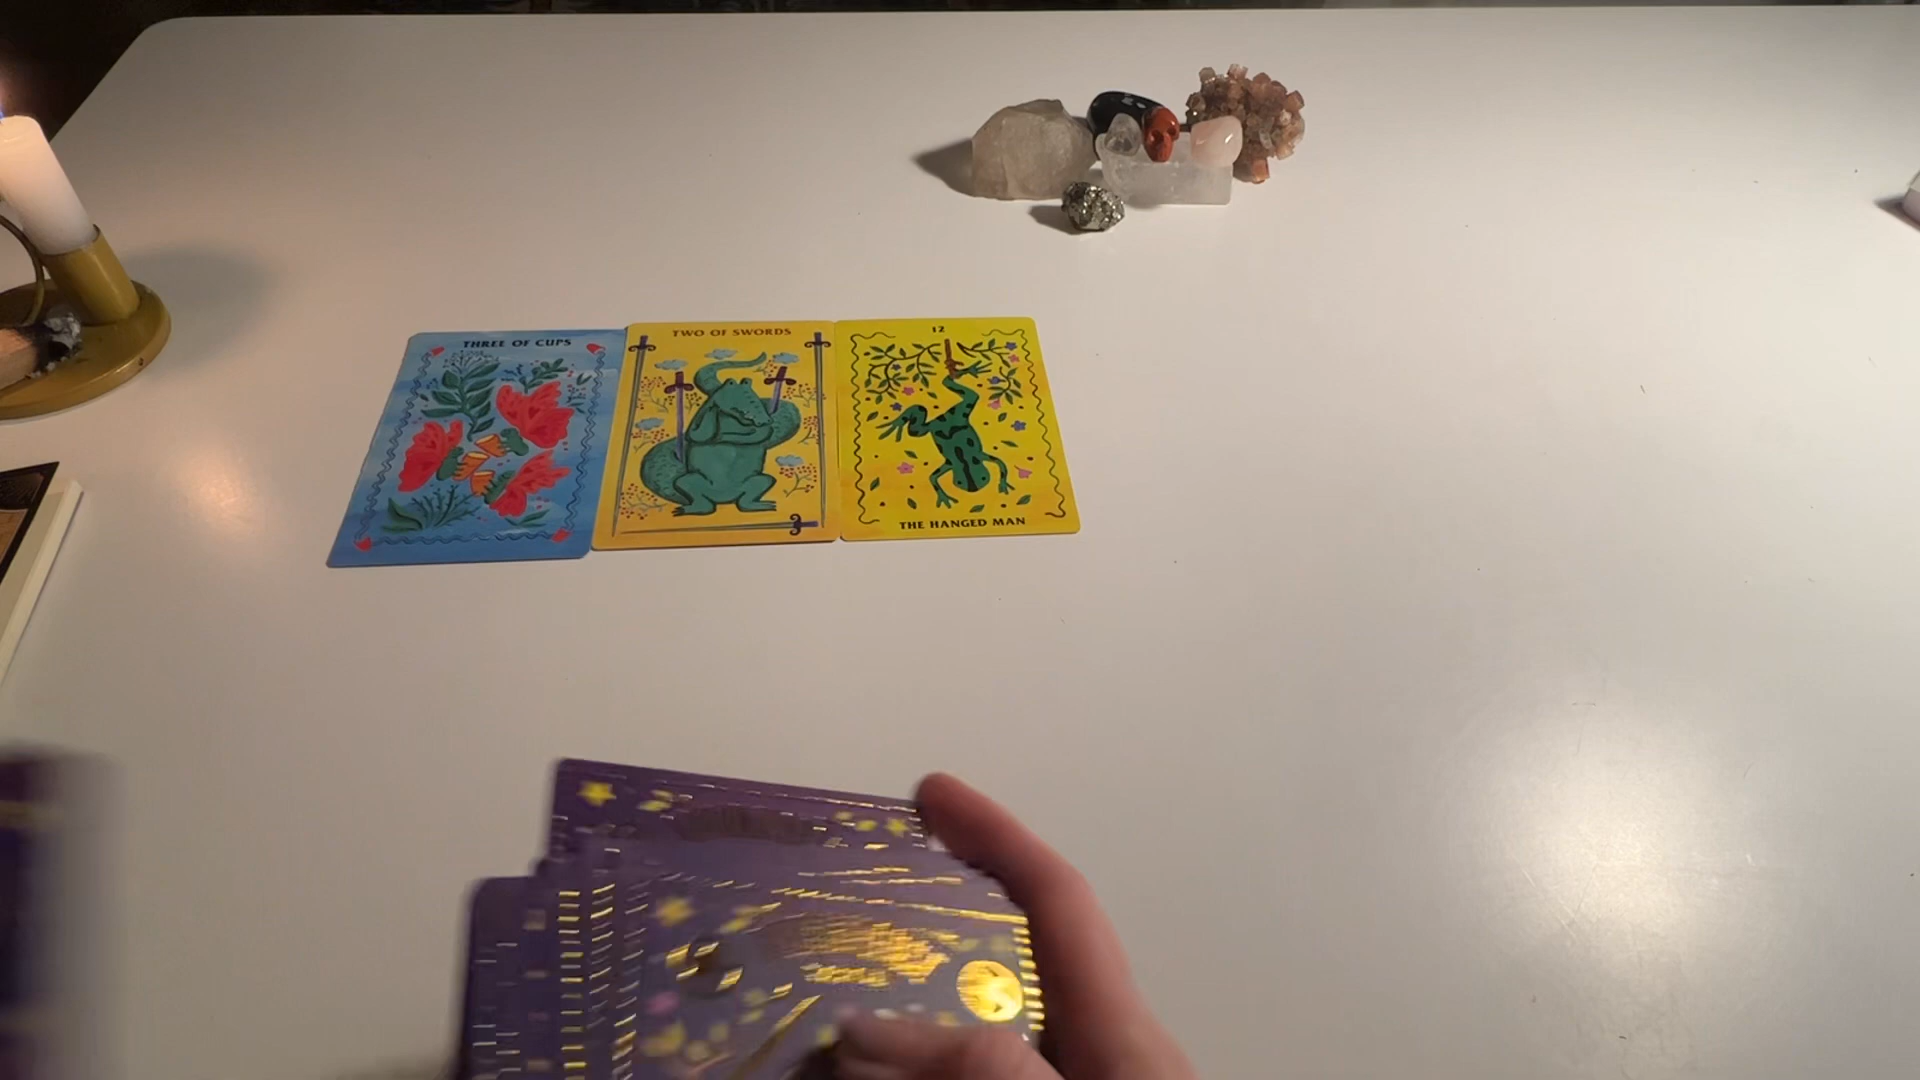 THREE OF CUPS
TWO OF SWORDS
12
THE HANGED MAN